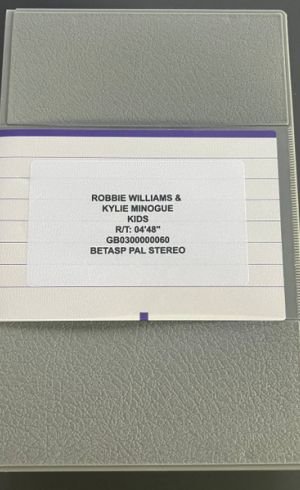 ROBBIE WILLIAMS &
KYLIE MINOGUE
KIDS
R/T: 04'48"
GB0300000060
BETASP PAL STEREO